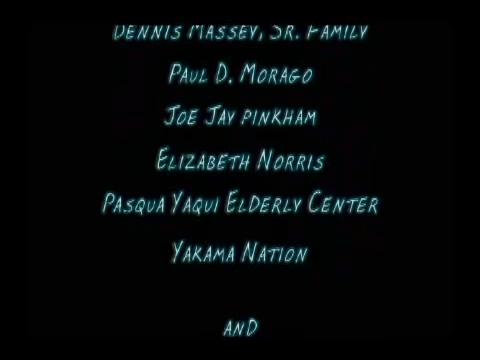 Dennis Massey, Sr. Family
Paul D. Morago
Joe Jay pinkham
Elizabeth Norris
Pasqua Yaqui Elderly Center
Yakama Nation
and